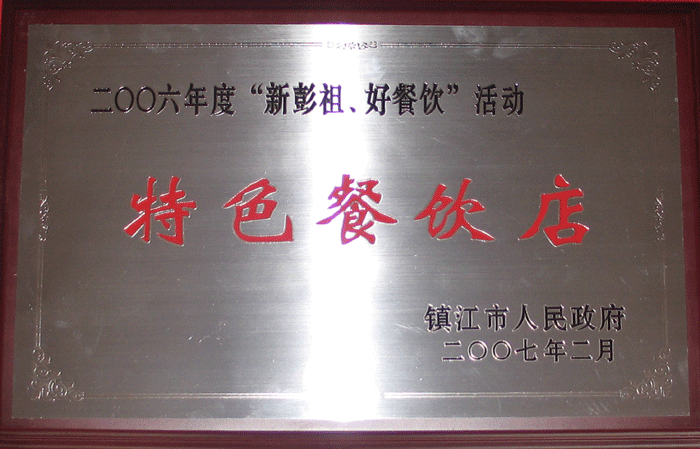 二〇〇六年度“新彭祖、好餐饮”活动
特色餐饮店
镇江市人民政府
二〇〇七年二月